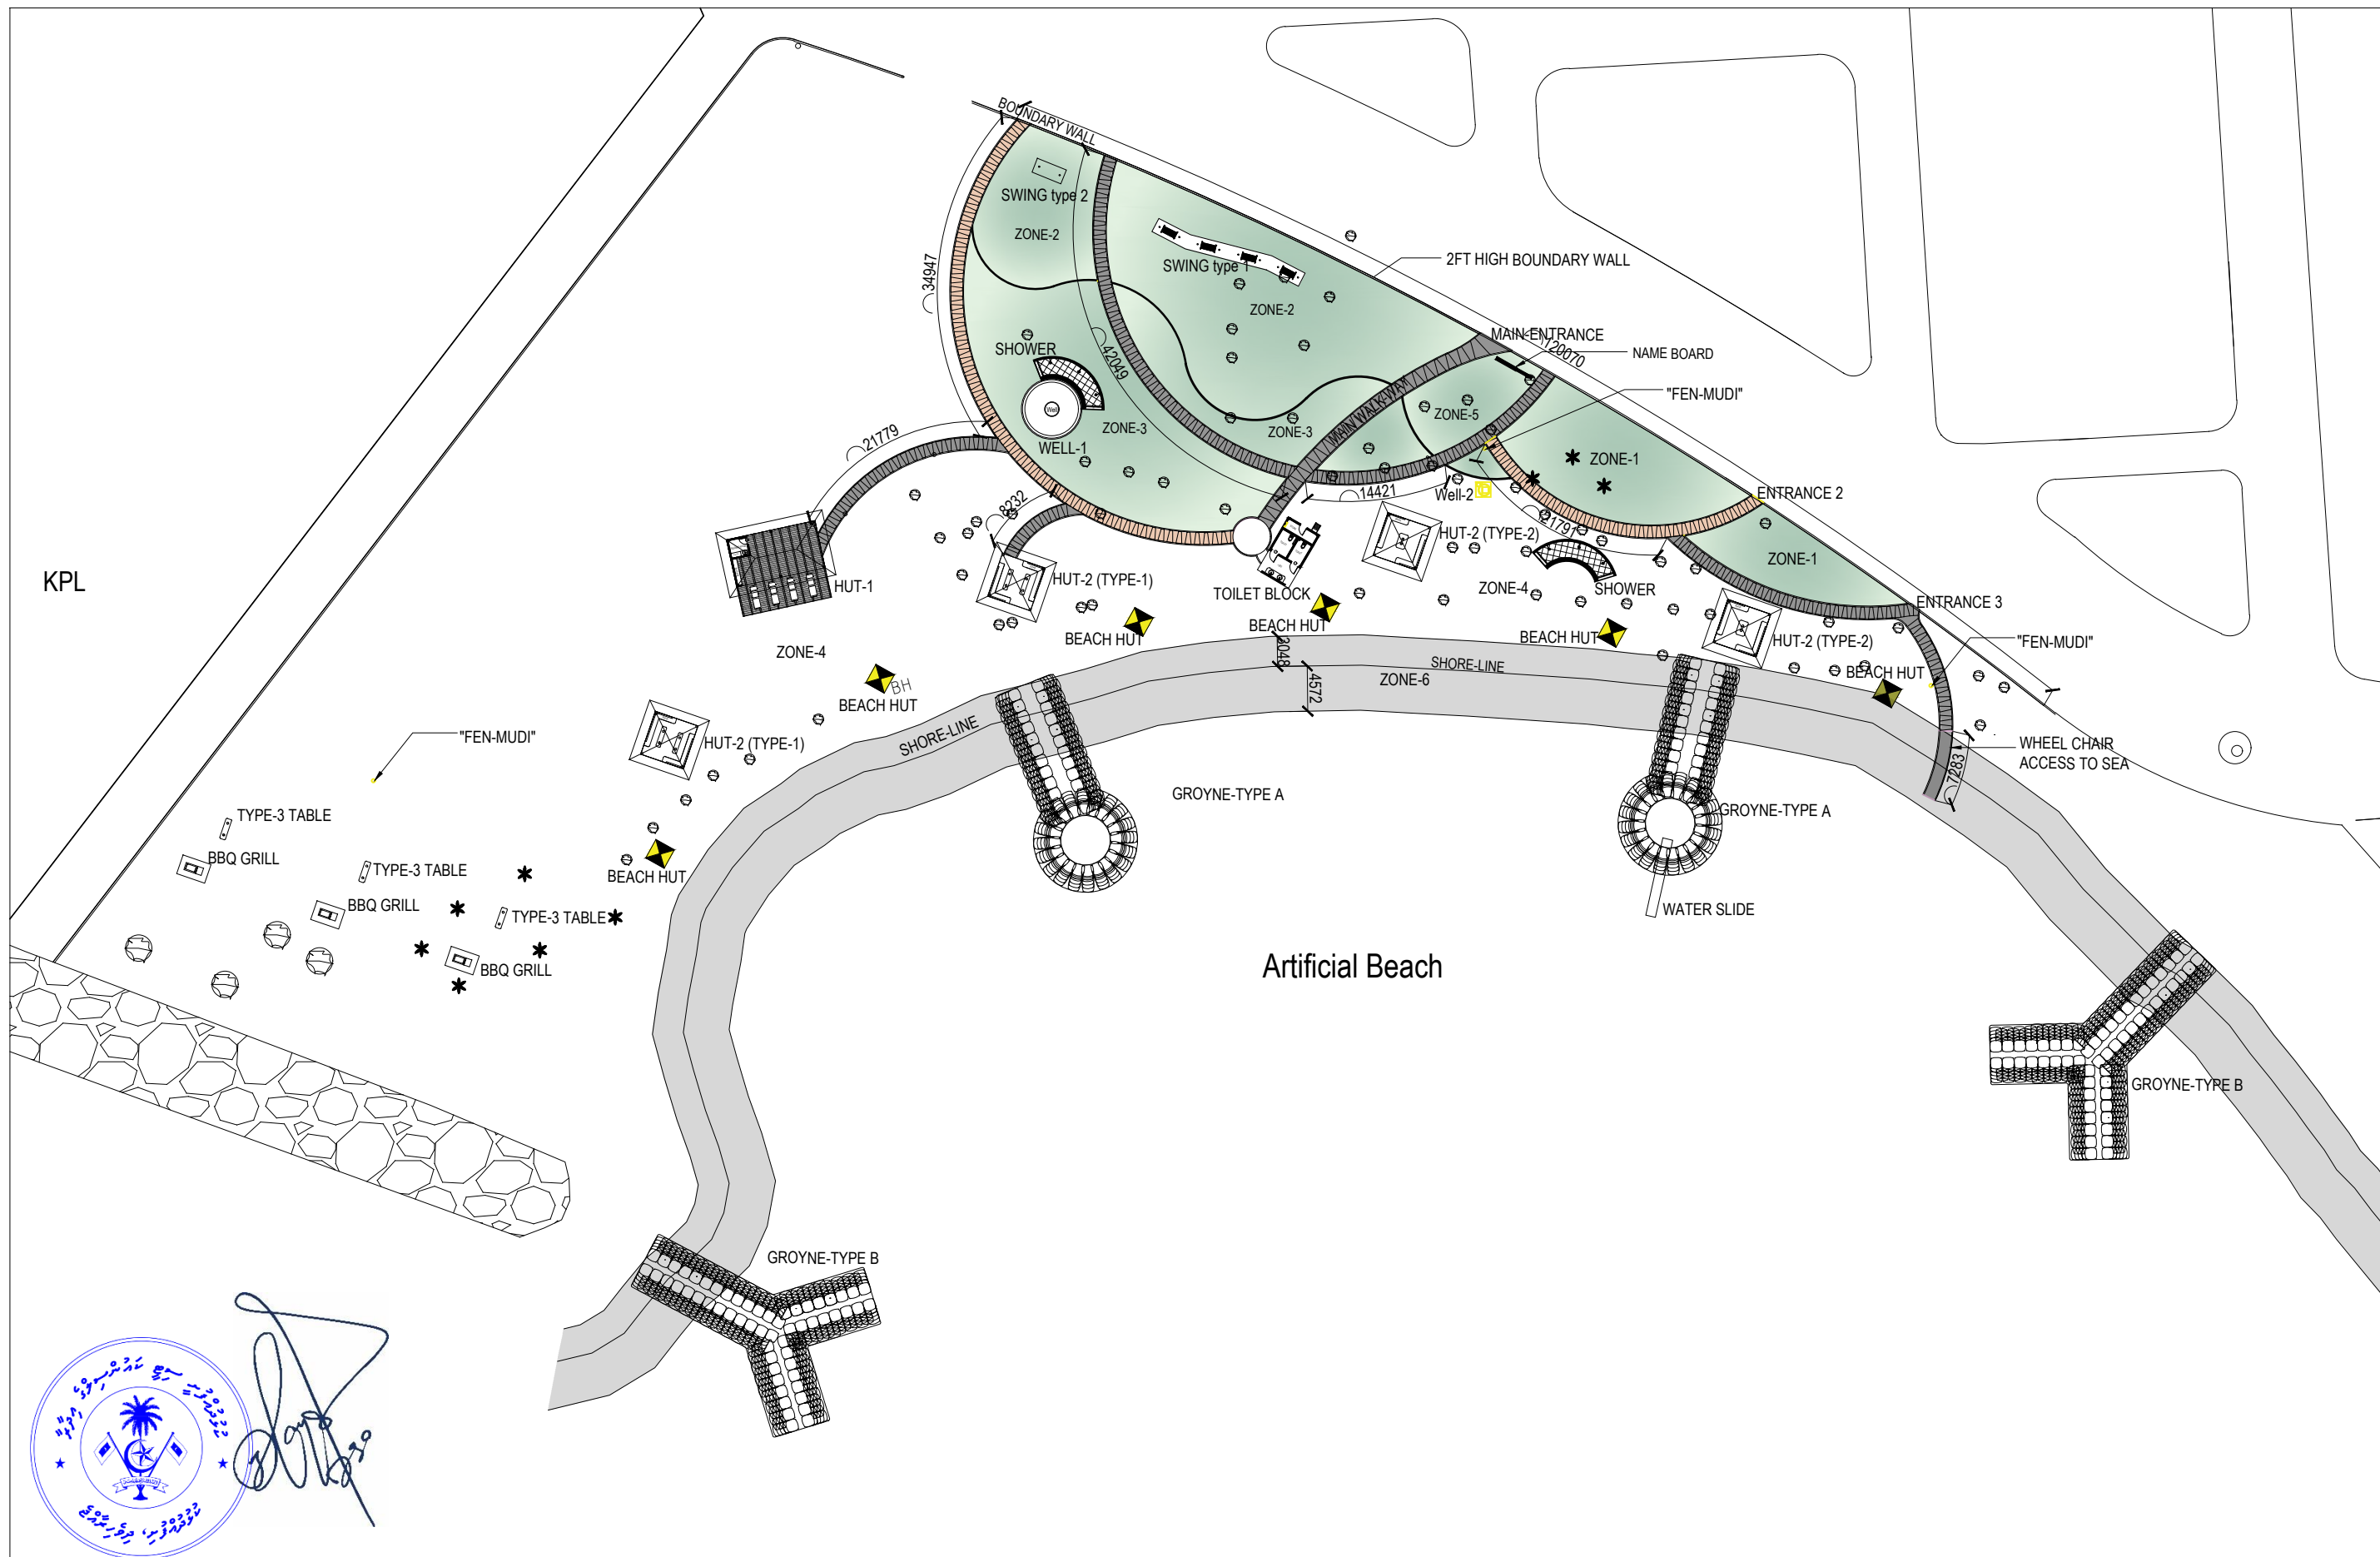 BOUNDARY WALL
SWING type 2
ZONE-2
SWING type 1
ZONE-2
2FT HIGH BOUNDARY WALL
MAIN ENTRANCE
120070
NAME BOARD
"FEN-MUDI"
34947
42049
SHOWER
Well
WELL-1
ZONE-3
ZONE-3
MAIN WALK-WAY
ZONE-5
ZONE-1
ENTRANCE 2
21779
8232
14421
Well-2
21791
HUT-2 (TYPE-2)
ZONE-1
KPL
HUT-1
HUT-2 (TYPE-1)
TOILET BLOCK
ZONE-4
SHOWER
ENTRANCE 3
BEACH HUT
BEACH HUT
BEACH HUT
HUT-2 (TYPE-2)
"FEN-MUDI"
ZONE-4
3048
SHORE-LINE
4572
ZONE-6
BEACH HUT
BH
BEACH HUT
"FEN-MUDI"
HUT-2 (TYPE-1)
SHORE-LINE
WHEEL CHAIR
ACCESS TO SEA
7283
GROYNE-TYPE A
GROYNE-TYPE A
TYPE-3 TABLE
BBQ GRILL
TYPE-3 TABLE
BEACH HUT
BBQ GRILL
TYPE-3 TABLE
WATER SLIDE
BBQ GRILL
Artificial Beach
GROYNE-TYPE B
GROYNE-TYPE B